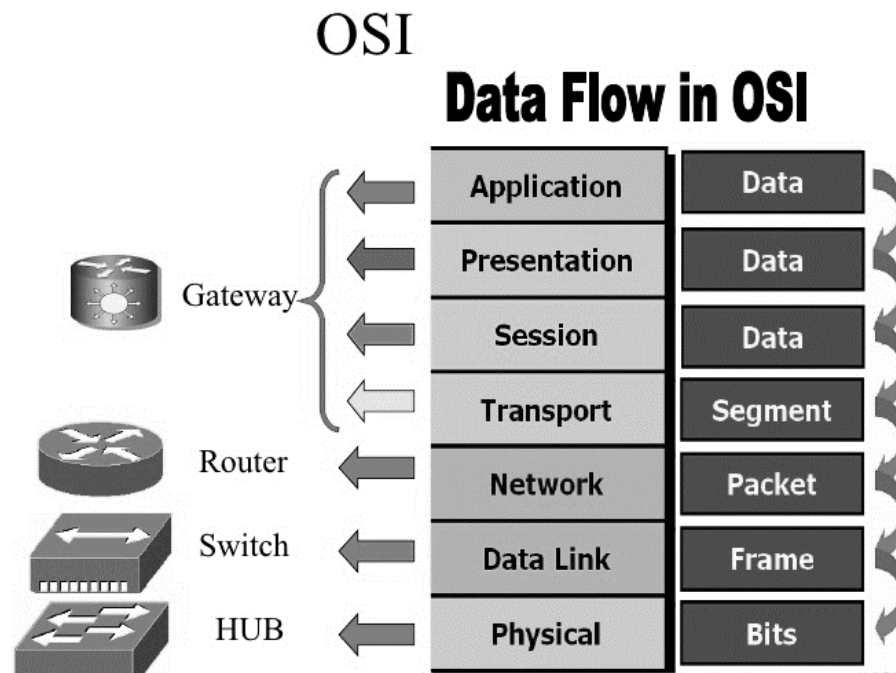 OSI
Data Flow in OSI
Application Data
Presentation Data
Gateway
Session Data
Transport Segment
Router
Network Packet
Switch
Data Link Frame
HUB
Physical Bits